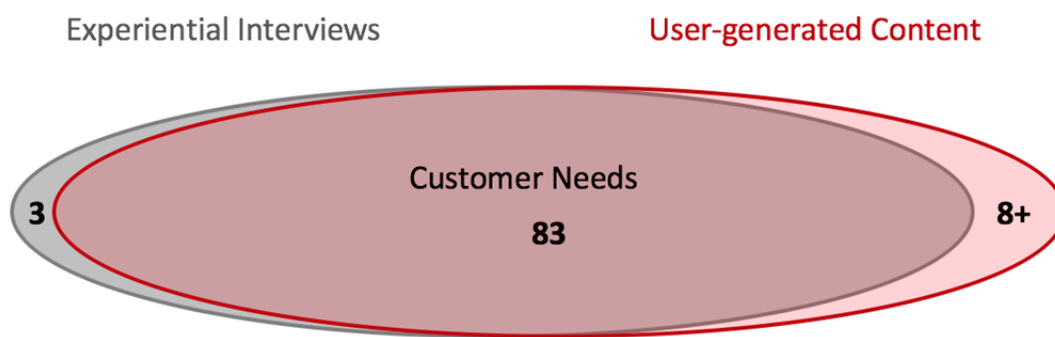 Experiential Interviews
User-generated Content
Customer Needs
3
83
8+